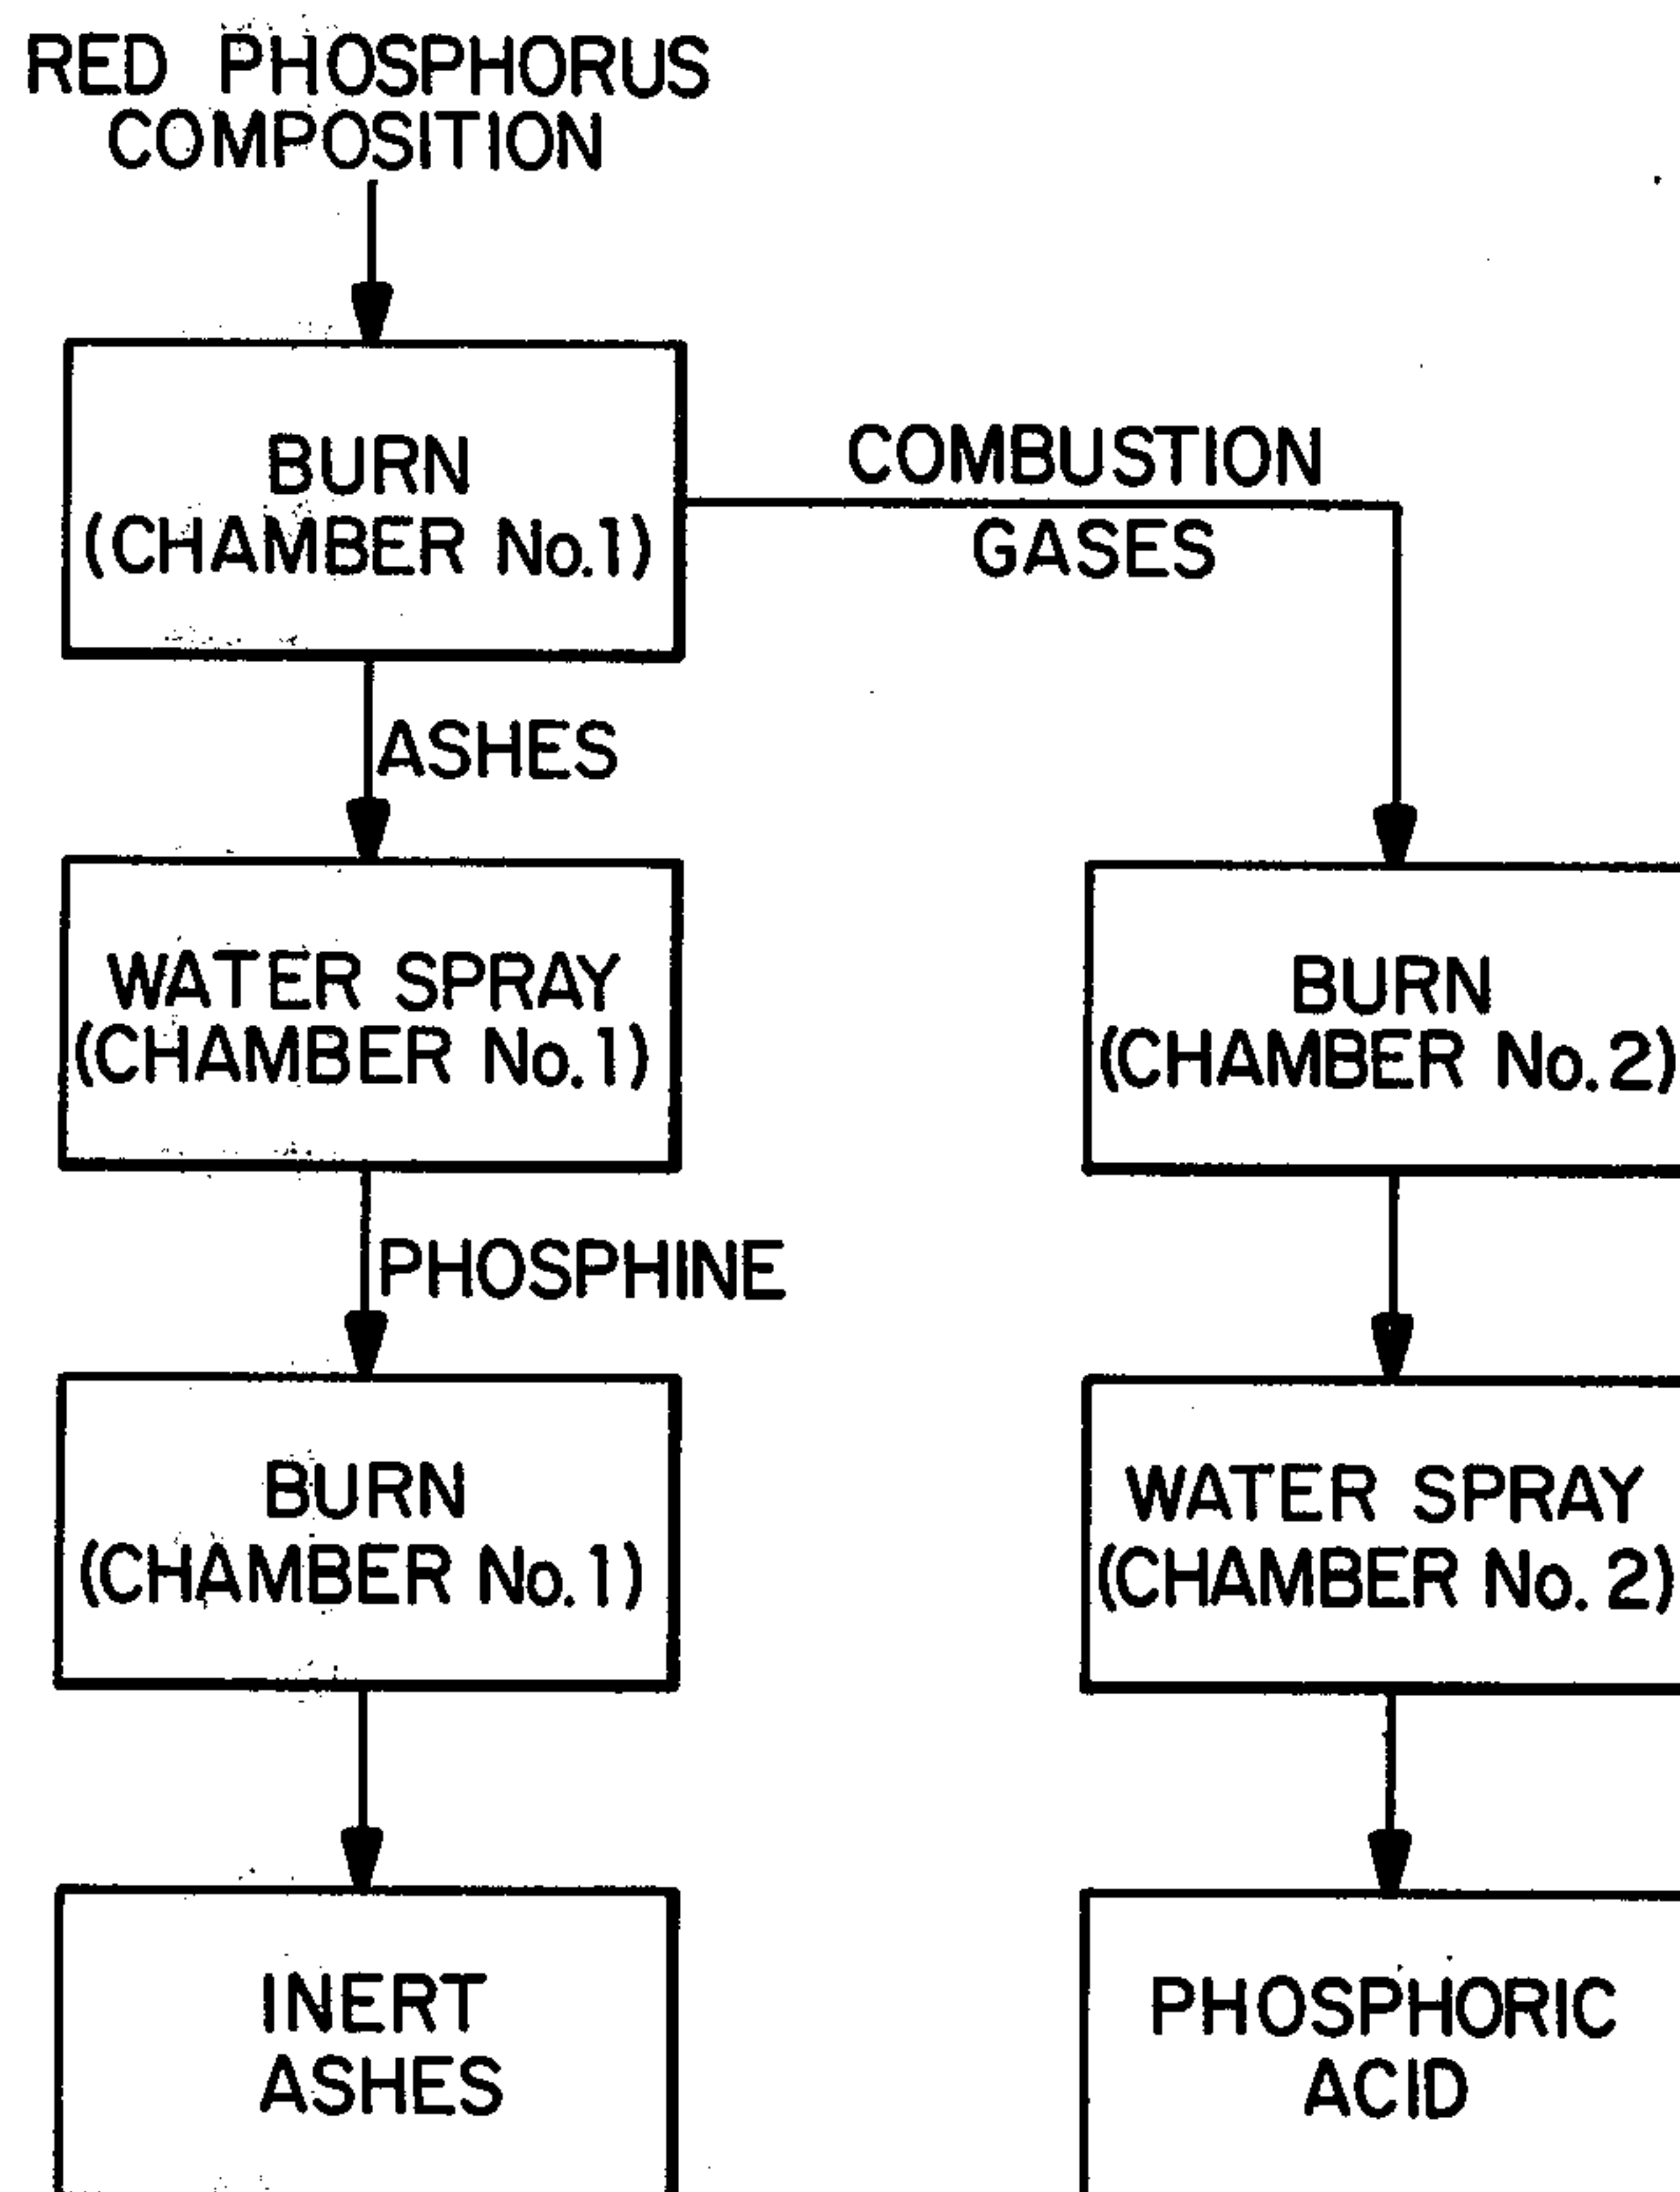 RED PHOSPHORUS
COMPOSITION
BURN
(CHAMBER No.1)
COMBUSTION
GASES
ASHES
WATER SPRAY
(CHAMBER No.1)
BURN
(CHAMBER No.2)
PHOSPHINE
BURN
(CHAMBER No.1)
WATER SPRAY
(CHAMBER No. 2)
INERT
ASHES
PHOSPHORIC
ACID